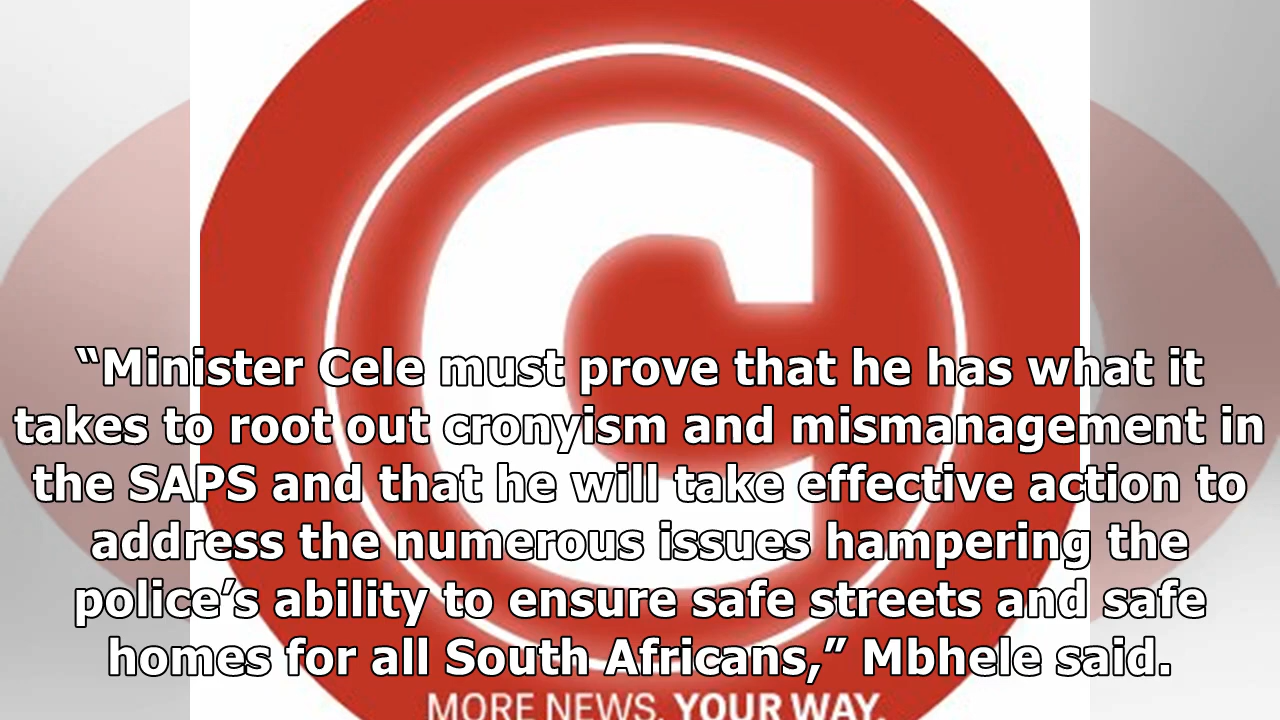 “Minister Cele must prove that he has what it
takes to root out cronyism and mismanagement in
the SAPS and that he will take effective action to
address the numerous issues hampering the
police’s ability to ensure safe streets and safe
homes for all South Africans,” Mbhele said.
MORE NEWS. YOUR WAY.